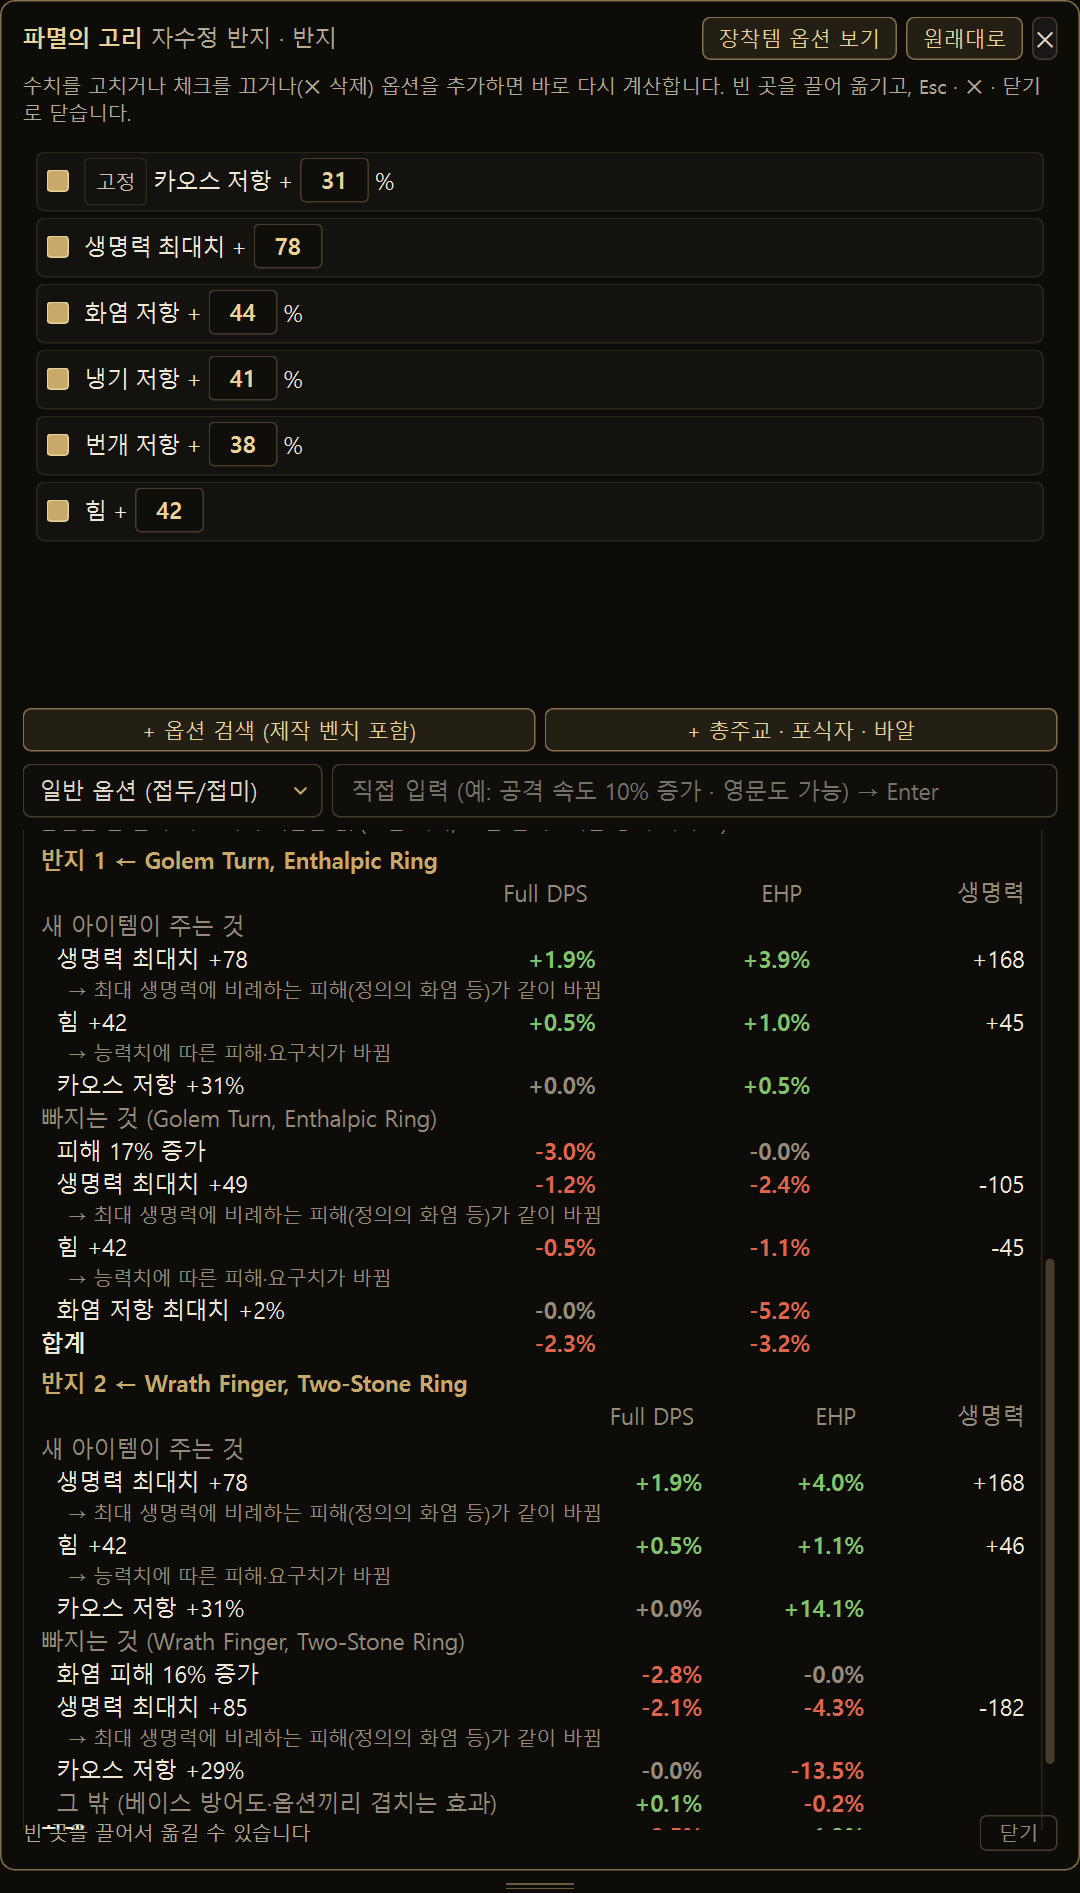 파멸의 고리 자수정 반지 · 반지
장착템 옵션 보기
원래대로
×
수치를 고치거나 체크를 끄거나(✕ 삭제) 옵션을 추가하면 바로 다시 계산합니다. 빈 곳을 끌어 옮기고, Esc · ✕ · 닫기
로 닫습니다.
고정 카오스 저항 + 31 %
생명력 최대치 + 78
화염 저항 + 44 %
냉기 저항 + 41 %
번개 저항 + 38 %
힘 + 42
+ 옵션 검색 (제작 벤치 포함)
+ 총주교 · 포식자 · 바알
일반 옵션 (접두/접미)
직접 입력 (예: 공격 속도 10% 증가 · 영문도 가능) → Enter
반지 1 ← Golem Turn, Enthalpic Ring
Full DPS EHP 생명력
새 아이템이 주는 것
생명력 최대치 +78 +1.9% +3.9% +168
→ 최대 생명력에 비례하는 피해(정의의 화염 등)가 같이 바뀜
힘 +42 +0.5% +1.0% +45
→ 능력치에 따른 피해·요구치가 바뀜
카오스 저항 +31% +0.0% +0.5%
빠지는 것 (Golem Turn, Enthalpic Ring)
피해 17% 증가 -3.0% -0.0%
생명력 최대치 +49 -1.2% -2.4% -105
→ 최대 생명력에 비례하는 피해(정의의 화염 등)가 같이 바뀜
힘 +42 -0.5% -1.1% -45
→ 능력치에 따른 피해·요구치가 바뀜
화염 저항 최대치 +2% -0.0% -5.2%
합계 -2.3% -3.2%
반지 2 ← Wrath Finger, Two-Stone Ring
Full DPS EHP 생명력
새 아이템이 주는 것
생명력 최대치 +78 +1.9% +4.0% +168
→ 최대 생명력에 비례하는 피해(정의의 화염 등)가 같이 바뀜
힘 +42 +0.5% +1.1% +46
→ 능력치에 따른 피해·요구치가 바뀜
카오스 저항 +31% +0.0% +14.1%
빠지는 것 (Wrath Finger, Two-Stone Ring)
화염 피해 16% 증가 -2.8% -0.0%
생명력 최대치 +85 -2.1% -4.3% -182
→ 최대 생명력에 비례하는 피해(정의의 화염 등)가 같이 바뀜
카오스 저항 +29% -0.0% -13.5%
그 밖 (베이스 방어도·옵션끼리 겹치는 효과) +0.1% -0.2%
빈 곳을 끌어서 옮길 수 있습니다
닫기